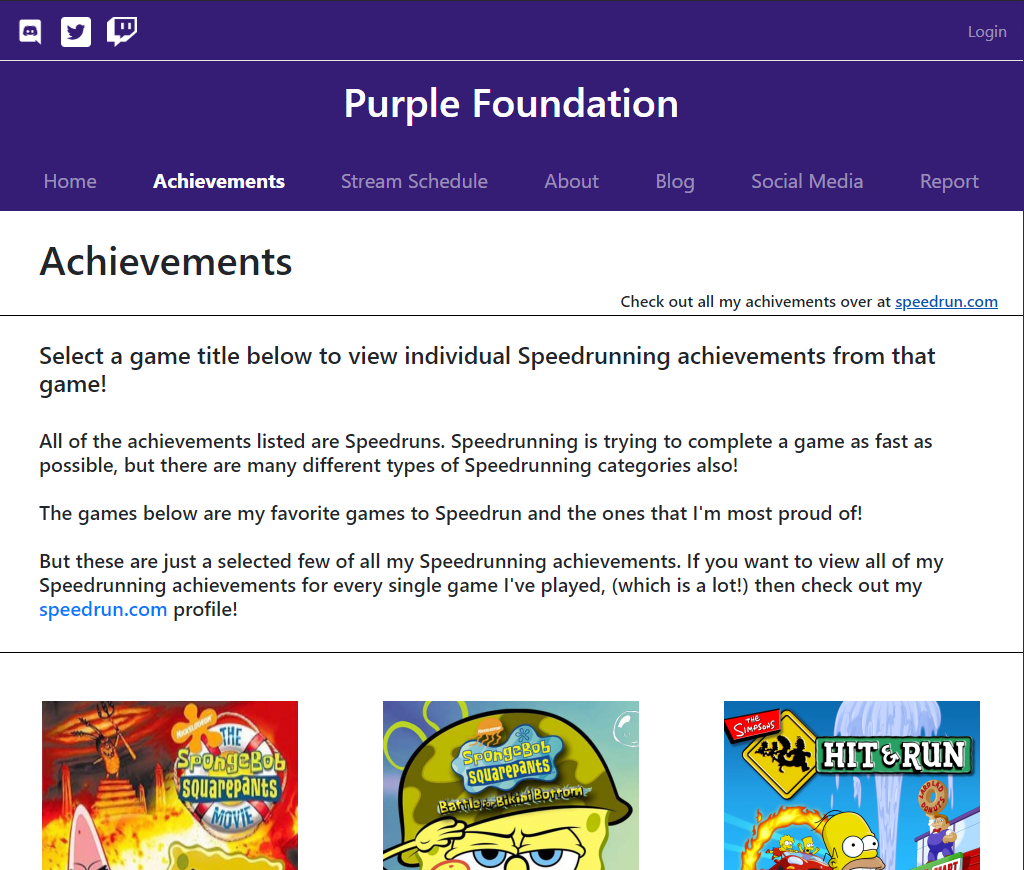 Login
Purple Foundation
Home Achievements Stream Schedule About Blog Social Media Report
Achievements
Check out all my achivements over at speedrun.com
Select a game title below to view individual Speedrunning achievements from that
game!
All of the achievements listed are Speedruns. Speedrunning is trying to complete a game as fast as
possible, but there are many different types of Speedrunning categories also!
The games below are my favorite games to Speedrun and the ones that I'm most proud of!
But these are just a selected few of all my Speedrunning achievements. If you want to view all of my
Speedrunning achievements for every single game I've played, (which is a lot!) then check out my
speedrun.com profile!
NICKELODEON
THE
SPONGEBOB
SQUAREPANTS
MOVIE
NICKELODEON
SPONGEBOB
SQUAREPANTS
Battle for Bikini Bottom
THE
SIMPSONS
HIT & RUN
LARD LAD
DONUTS
MART